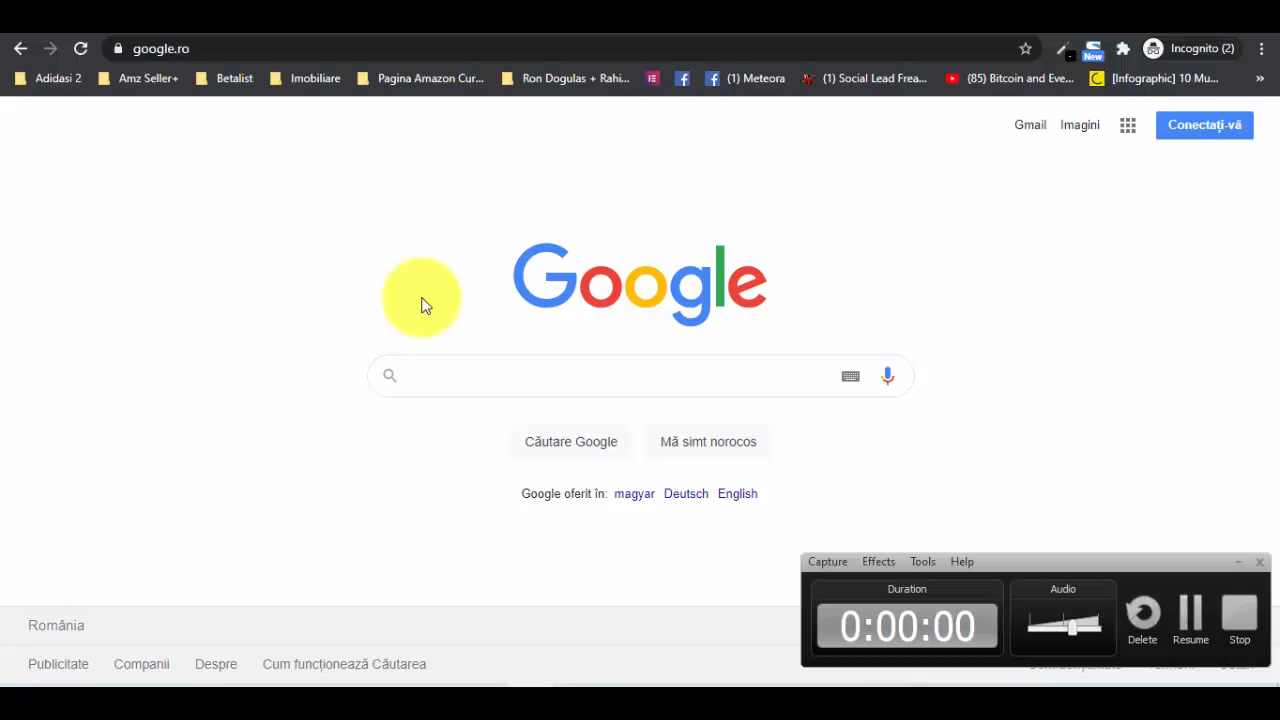 google.ro
New
Incognito (2)
Adidasi 2
Amz Seller+
Betalist
Imobiliare
Pagina Amazon Cur...
Ron Dogulas + Rahi...
(1) Meteora
(1) Social Lead Frea...
(85) Bitcoin and Eve...
[Infographic] 10 Mu...
»
Gmail
Imagini
Conectați-vă
Google
Căutare Google
Mă simt norocos
Google oferit în: magyar Deutsch English
Capture Effects Tools Help
Duration
Audio
0:00:00
Delete
Resume
Stop
România
Publicitate
Companii
Despre
Cum funcționează Căutarea